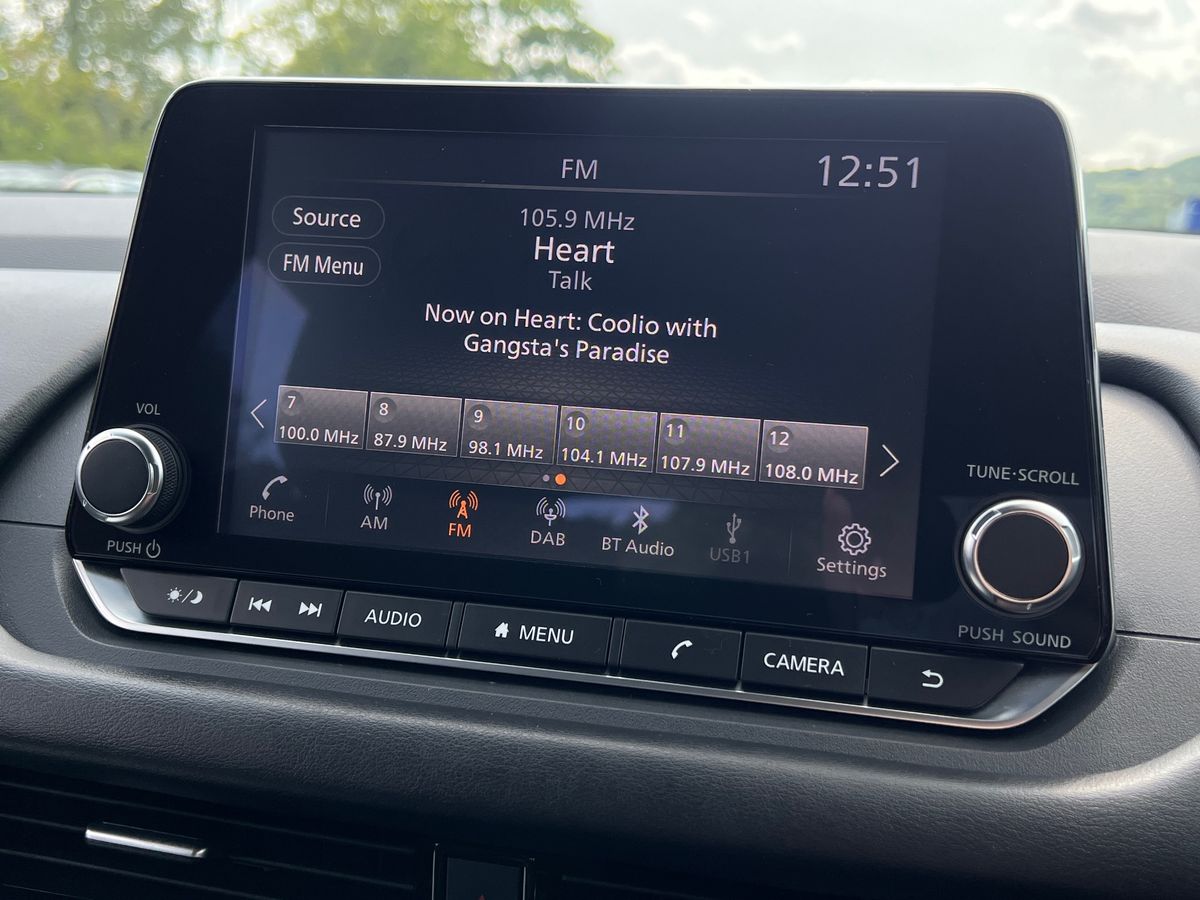 FM
12:51
Source
FM Menu
105.9 MHz
Heart
Talk
Now on Heart: Coolio with
Gangsta's Paradise
7
100.0 MHz
8
87.9 MHz
9
98.1 MHz
10
104.1 MHz
11
107.9 MHz
12
108.0 MHz
VOL
PUSH
TUNE·SCROLL
PUSH SOUND
Phone
AM
FM
DAB
BT Audio
USB1
Settings
AUDIO
MENU
CAMERA